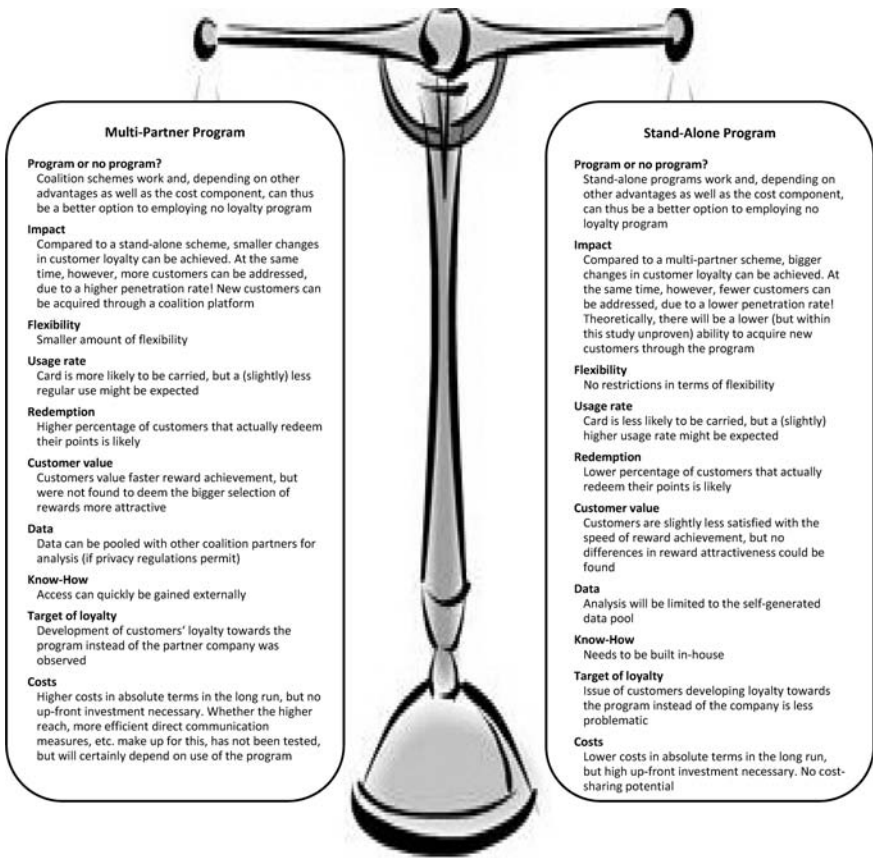 Multi-Partner Program
Program or no program?
Coalition schemes work and, depending on other
advantages as well as the cost component, can thus
be a better option to employing no loyalty program
Impact
Compared to a stand-alone scheme, smaller changes
in customer loyalty can be achieved. At the same
time, however, more customers can be addressed,
due to a higher penetration rate! New customers can
be acquired through a coalition platform
Flexibility
Smaller amount of flexibility
Usage rate
Card is more likely to be carried, but a (slightly) less
regular use might be expected
Redemption
Higher percentage of customers that actually redeem
their points is likely
Customer value
Customers value faster reward achievement, but
were not found to deem the bigger selection of
rewards more attractive
Data
Data can be pooled with other coalition partners for
analysis (if privacy regulations permit)
Know-How
Access can quickly be gained externally
Target of loyalty
Development of customers' loyalty towards the
program instead of the partner company was
observed
Costs
Higher costs in absolute terms in the long run, but no
up-front investment necessary. Whether the higher
reach, more efficient direct communication
measures, etc. make up for this, has not been tested,
but will certainly depend on use of the program
Stand-Alone Program
Program or no program?
Stand-alone programs work and, depending on
other advantages as well as the cost component,
can thus be a better option to employing no
loyalty program
Impact
Compared to a multi-partner scheme, bigger
changes in customer loyalty can be achieved. At
the same time, however, fewer customers can
be addressed, due to a lower penetration rate!
Theoretically, there will be a lower (but within
this study unproven) ability to acquire new
customers through the program
Flexibility
No restrictions in terms of flexibility
Usage rate
Card is less likely to be carried, but a (slightly)
higher usage rate might be expected
Redemption
Lower percentage of customers that actually
redeem their points is likely
Customer value
Customers are slightly less satisfied with the
speed of reward achievement, but no
differences in reward attractiveness could be
found
Data
Analysis will be limited to the self-generated
data pool
Know-How
Needs to be built in-house
Target of loyalty
Issue of customers developing loyalty towards
the program instead of the company is less
problematic
Costs
Lower costs in absolute terms in the long run,
but high up-front investment necessary. No cost-
sharing potential